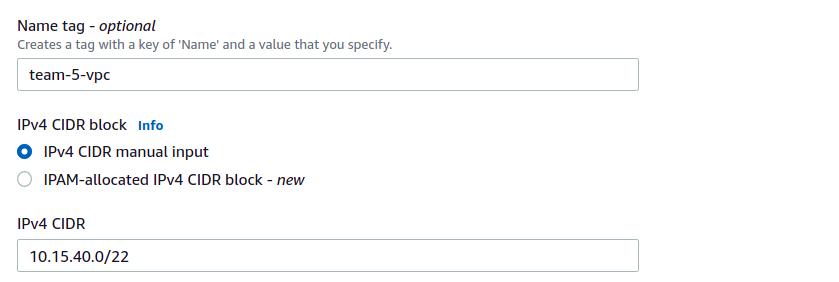 Name tag - optional
Creates a tag with a key of 'Name' and a value that you specify.
team-5-vpc
IPv4 CIDR block Info
IPv4 CIDR manual input
IPAM-allocated IPv4 CIDR block - new
IPv4 CIDR
10.15.40.0/22